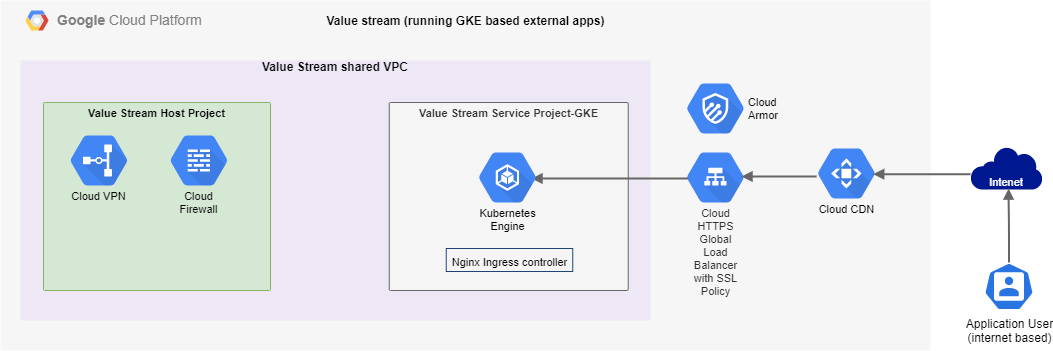 Google Cloud Platform
Value stream (running GKE based external apps)
Value Stream shared VPC
Value Stream Host Project
Cloud VPN
Cloud
Firewall
Value Stream Service Project-GKE
Kubernetes
Engine
Nginx Ingress controller
Cloud
Armor
Cloud
HTTPS
Global
Load
Balancer
with SSL
Policy
Cloud CDN
Intenet
Application User
(internet based)